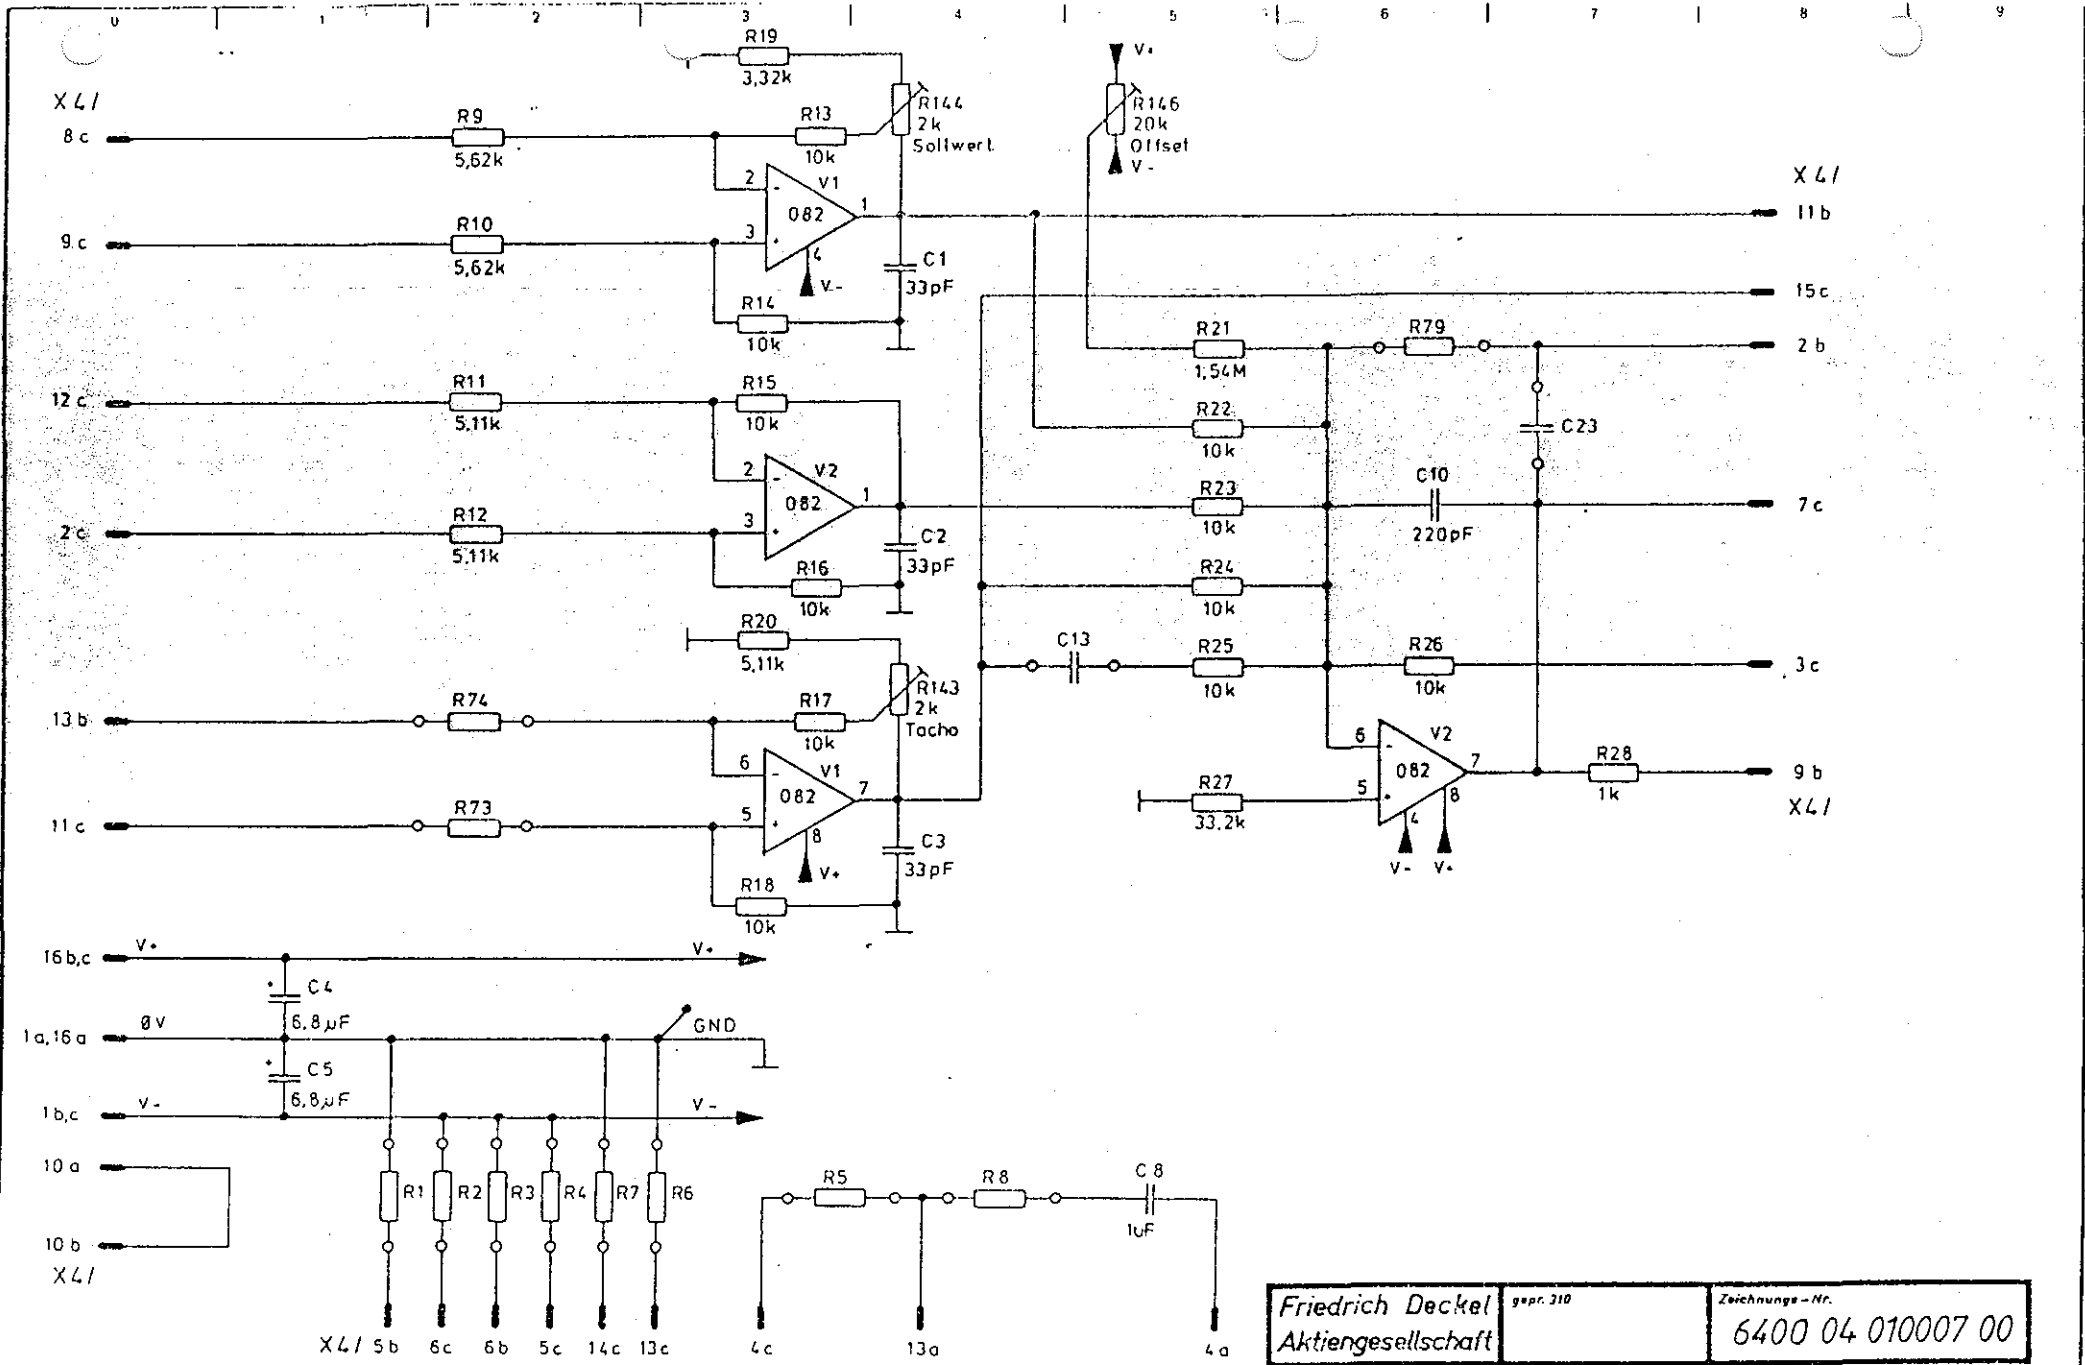 0 1 2 3 4 5 6 7 8 9
R19
3,32k
V+
X4/
R144
2k
Sollwert
R146
20k
Offset
V-
8c
R9
5,62k
R13
10k
X4/
2
V1
082
1
11b
9c
R10
5,62k
3
4
V-
C1
33pF
R14
10k
15c
R21
1,54M
R79
2b
12c
R11
5,11k
R15
10k
R22
10k
C23
2
V2
082
1
R23
10k
C10
220pF
7c
2c
R12
5,11k
3
C2
33pF
R16
10k
R24
10k
R20
5,11k
C13
R25
10k
R26
10k
3c
R143
2k
Tacho
13b
R74
R17
10k
6
V1
082
7
6
V2
082
7
R28
1k
9b
X4/
R27
33,2k
5
8
4
V-
V+
11c
R73
5
8
V+
C3
33pF
R18
10k
16b,c
V+
V+
C4
6,8µF
1a,16a
0V
GND
C5
6,8µF
1b,c
V-
V-
10a
R1
R2
R3
R4
R7
R6
R5
R8
C8
1uF
10b
X4/
X4/ 5b 6c 6b 5c 14c 13c 4c 13a 4a
Friedrich Deckel
Aktiengesellschaft
gepr. 310
Zeichnungs-Nr.
6400 04 010007 00